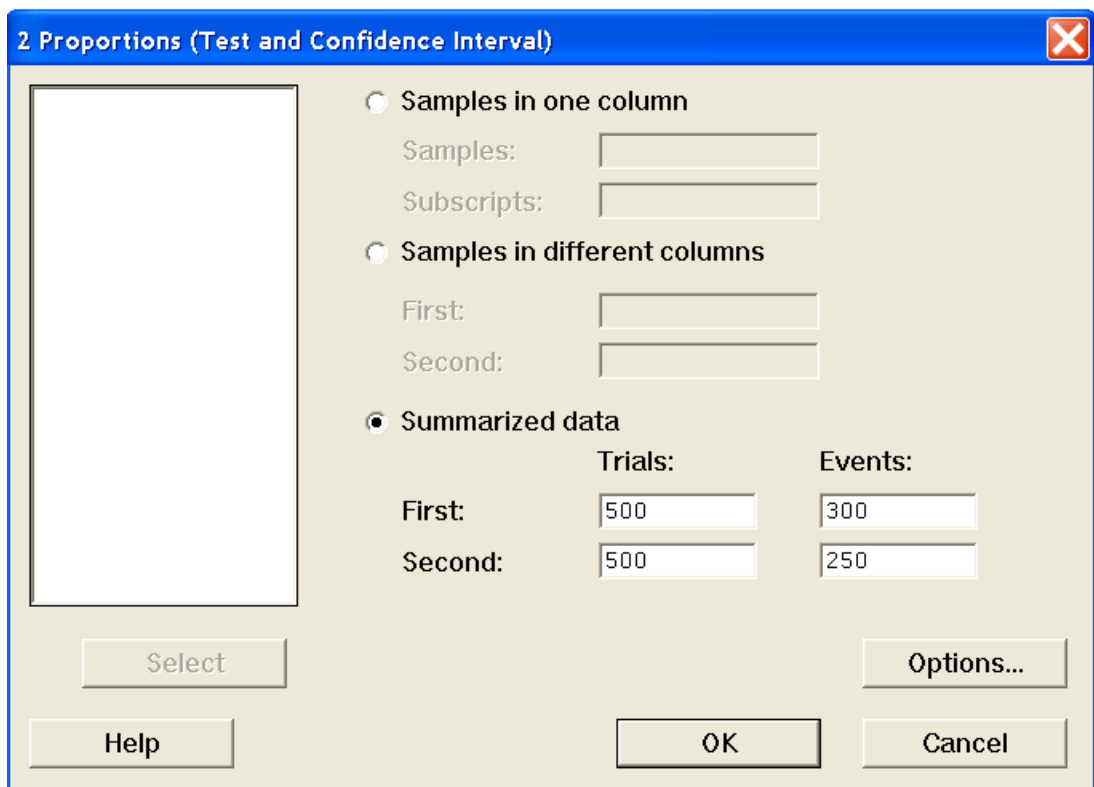 2 Proportions (Test and Confidence Interval)
Samples in one column
Samples:
Subscripts:
Samples in different columns
First:
Second:
Summarized data
Trials: Events:
First: 500 300
Second: 500 250
Select
Options...
Help
OK
Cancel